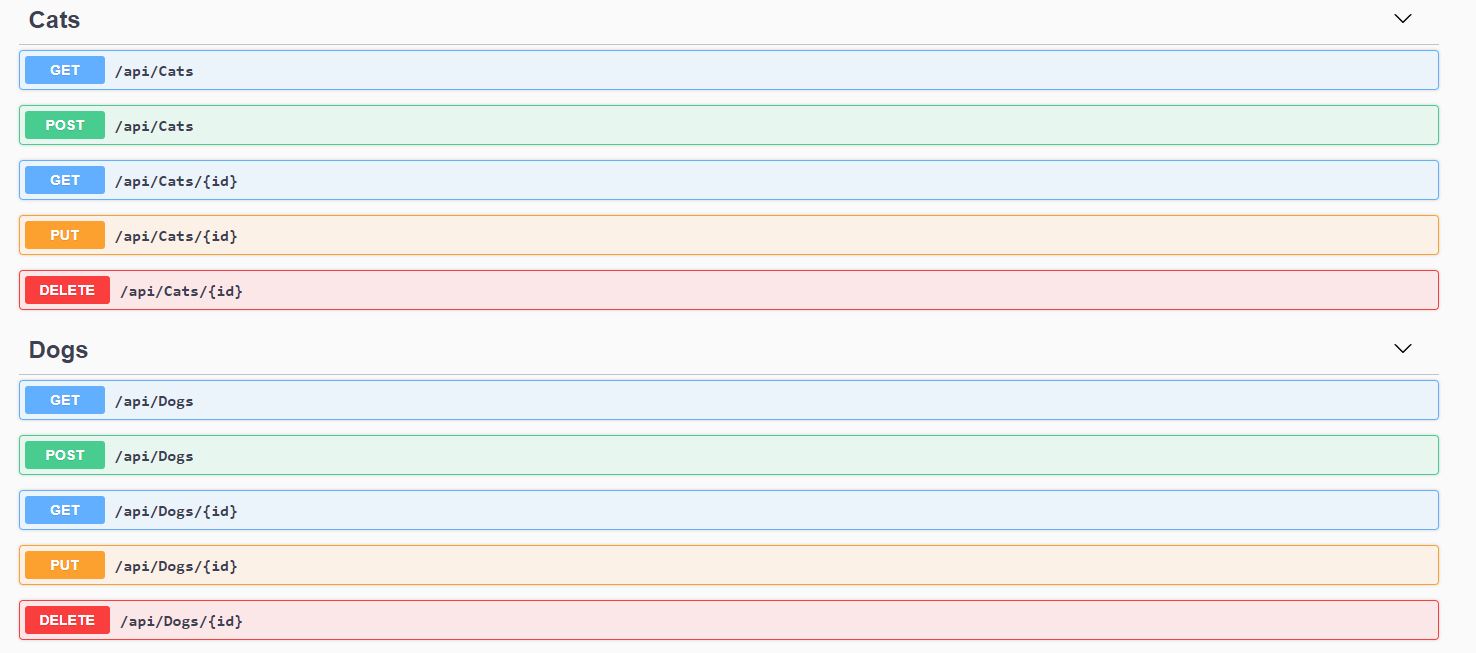 Cats
GET /api/Cats
POST /api/Cats
GET /api/Cats/{id}
PUT /api/Cats/{id}
DELETE /api/Cats/{id}
Dogs
GET /api/Dogs
POST /api/Dogs
GET /api/Dogs/{id}
PUT /api/Dogs/{id}
DELETE /api/Dogs/{id}